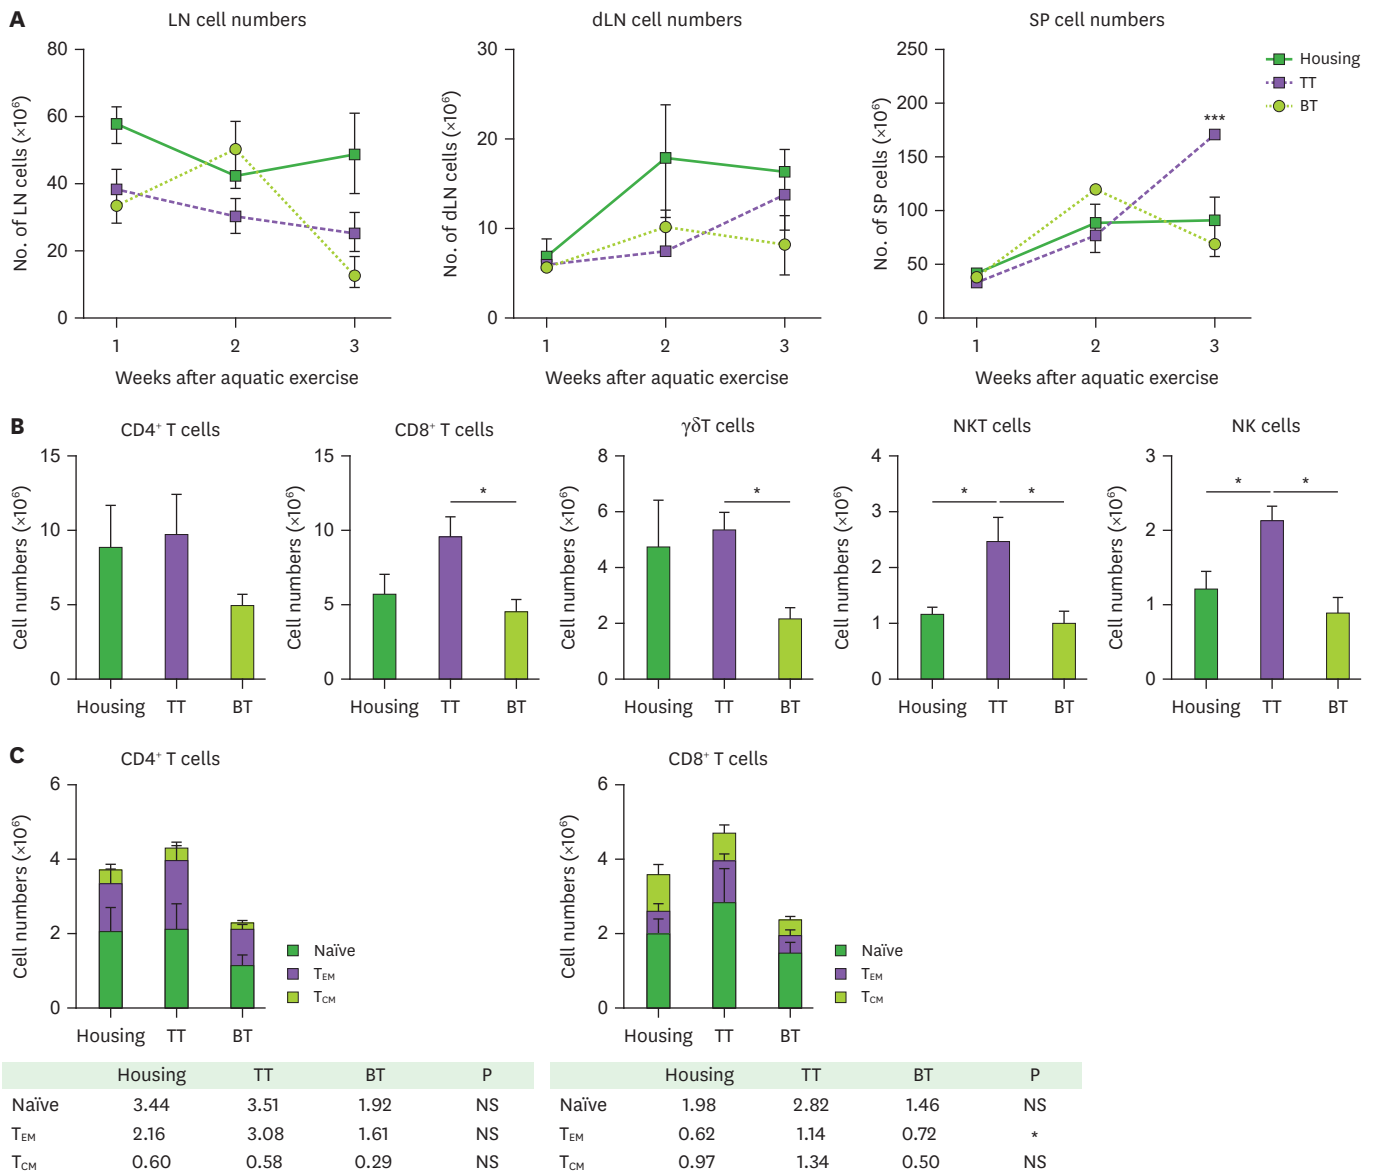 A
LN cell numbers
dLN cell numbers
SP cell numbers
No. of LN cells (×10⁶)
80
60
40
20
0
1 2 3
Weeks after aquatic exercise
No. of dLN cells (×10⁶)
30
20
10
0
1 2 3
Weeks after aquatic exercise
No. of SP cells (×10⁶)
250
200
150
100
50
0
***
1 2 3
Weeks after aquatic exercise
Housing
TT
BT
B
CD4⁺ T cells
Cell numbers (×10⁶)
15
10
5
0
Housing TT BT
CD8⁺ T cells
Cell numbers (×10⁶)
15
10
5
0
*
Housing TT BT
γδT cells
Cell numbers (×10⁶)
8
6
4
2
0
*
Housing TT BT
NKT cells
Cell numbers (×10⁶)
4
3
2
1
0
* *
Housing TT BT
NK cells
Cell numbers (×10⁶)
3
2
1
0
* *
Housing TT BT
C
CD4⁺ T cells
Cell numbers (×10⁶)
6
4
2
0
Housing TT BT
Naïve
TEM
TCM
CD8⁺ T cells
Cell numbers (×10⁶)
6
4
2
0
Housing TT BT
Naïve
TEM
TCM
Housing TT BT P
Naïve 3.44 3.51 1.92 NS
TEM 2.16 3.08 1.61 NS
TCM 0.60 0.58 0.29 NS
Housing TT BT P
Naïve 1.98 2.82 1.46 NS
TEM 0.62 1.14 0.72 *
TCM 0.97 1.34 0.50 NS